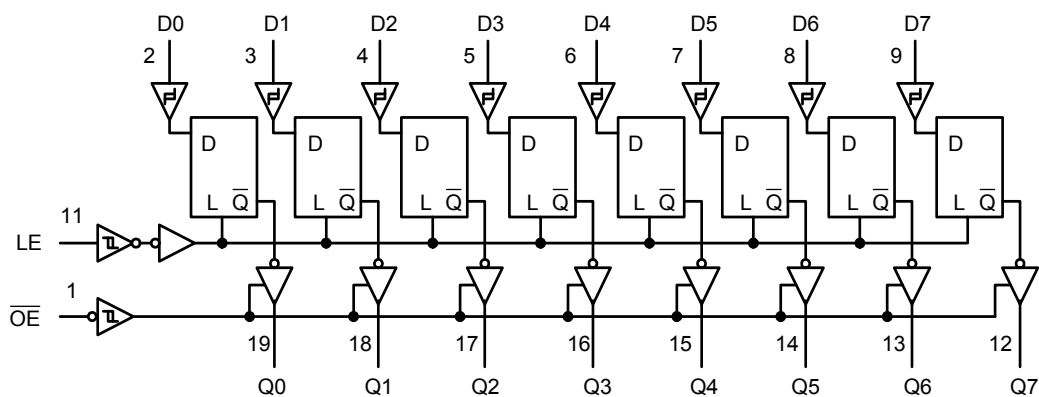 D0 D1 D2 D3 D4 D5 D6 D7
2 3 4 5 6 7 8 9
D D D D D D D D
L Q̅ L Q̅ L Q̅ L Q̅ L Q̅ L Q̅ L Q̅ L Q̅
11
LE
1
O̅E̅
19 18 17 16 15 14 13 12
Q0 Q1 Q2 Q3 Q4 Q5 Q6 Q7